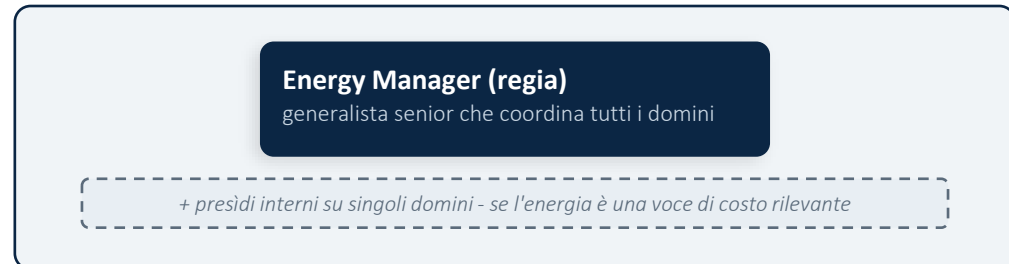 Energy Manager (regia)
generalista senior che coordina tutti i domini
+ presìdi interni su singoli domini - se l'energia è una voce di costo rilevante